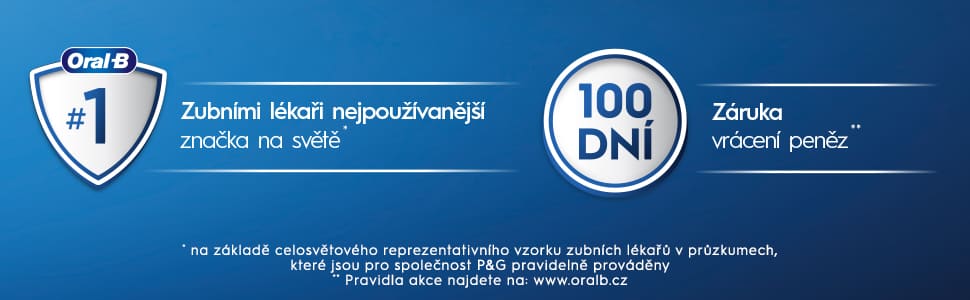 Oral-B
#1
Zubními lékaři nejpoužívanější
značka na světě*
100
DNÍ
Záruka
vrácení peněz**
* na základě celosvětového reprezentativního vzorku zubních lékařů v průzkumech,
které jsou pro společnost P&G pravidelně prováděny
** Pravidla akce najdete na: www.oralb.cz